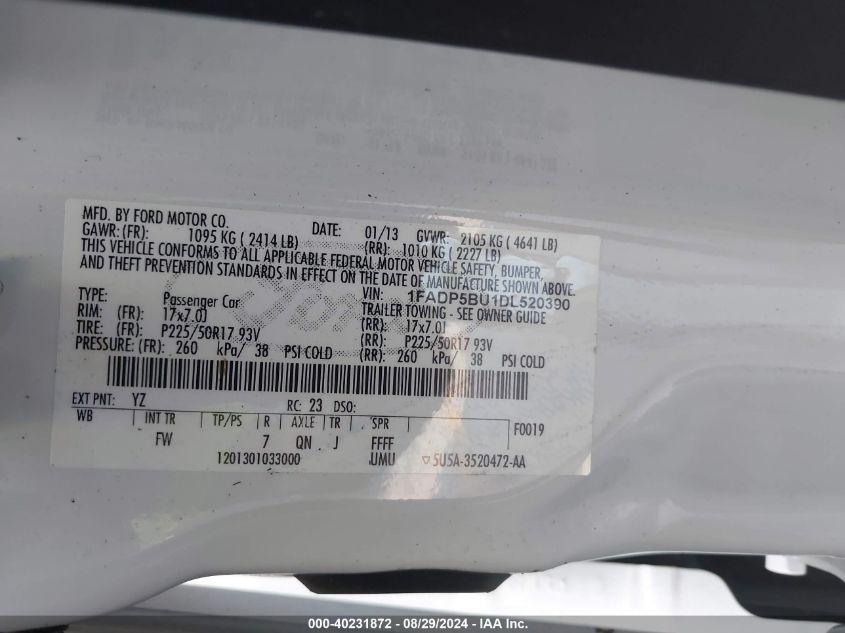 MFD. BY FORD MOTOR CO.
DATE: 01/13 GVWR: 2105 KG ( 4641 LB)
GAWR: (FR): 1095 KG ( 2414 LB) (RR): 1010 KG ( 2227 LB)
THIS VEHICLE CONFORMS TO ALL APPLICABLE FEDERAL MOTOR VEHICLE SAFETY, BUMPER,
AND THEFT PREVENTION STANDARDS IN EFFECT ON THE DATE OF MANUFACTURE SHOWN ABOVE.
VIN: 1FADP5BU1DL520390
TYPE: Passenger Car TRAILER TOWING - SEE OWNER GUIDE
RIM: (FR): 17x7.0J (RR): 17x7.0J
TIRE: (FR): P225/50R17 93V (RR): P225/50R17 93V
PRESSURE: (FR): 260 kPa/ 38 PSI COLD (RR): 260 kPa/ 38 PSI COLD
EXT PNT: YZ RC: 23 DSO:
WB INT TR TP/PS R AXLE TR SPR F0019
FW 7 QN J FFFF
1201301033000 UMU 5U5A-3520472-AA
000-40231872 - 08/29/2024 - IAA Inc.